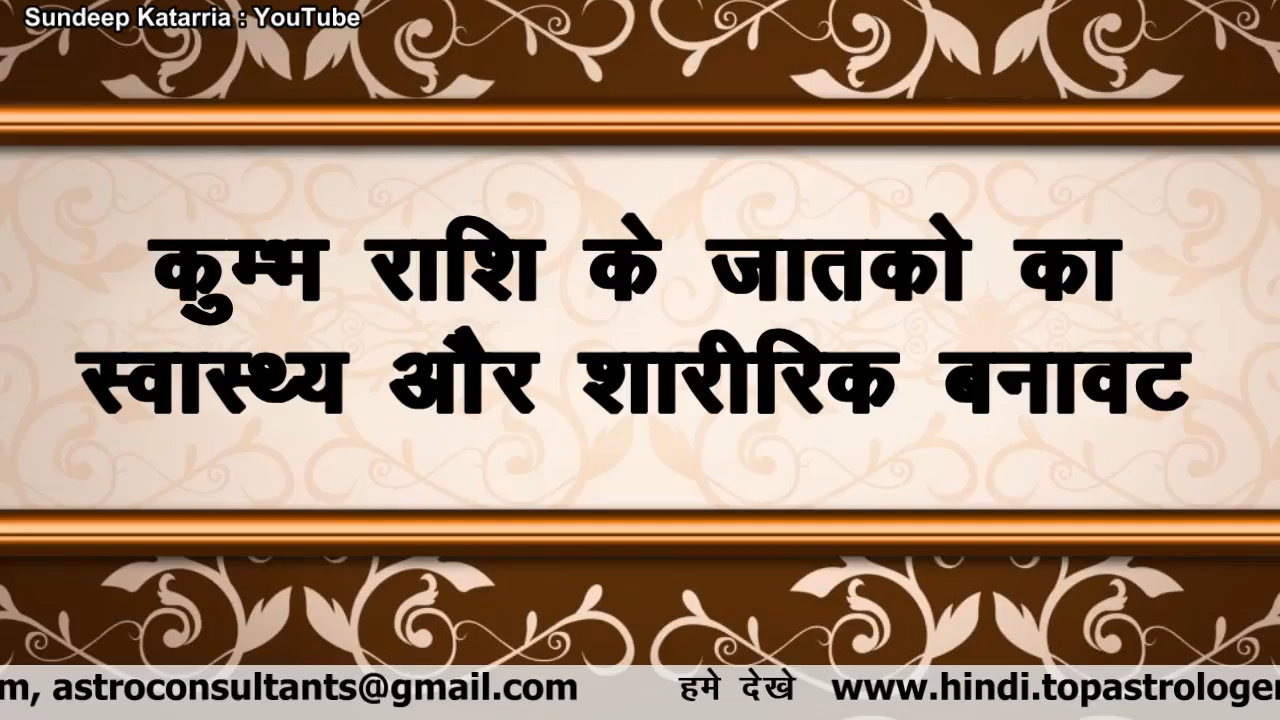 Sundeep Katarria : YouTube
कुम्भ राशि के जातको का
स्वास्थ्य और शारीरिक बनावट
m, astroconsultants@gmail.com हमे देखे www.hindi.topastrologer